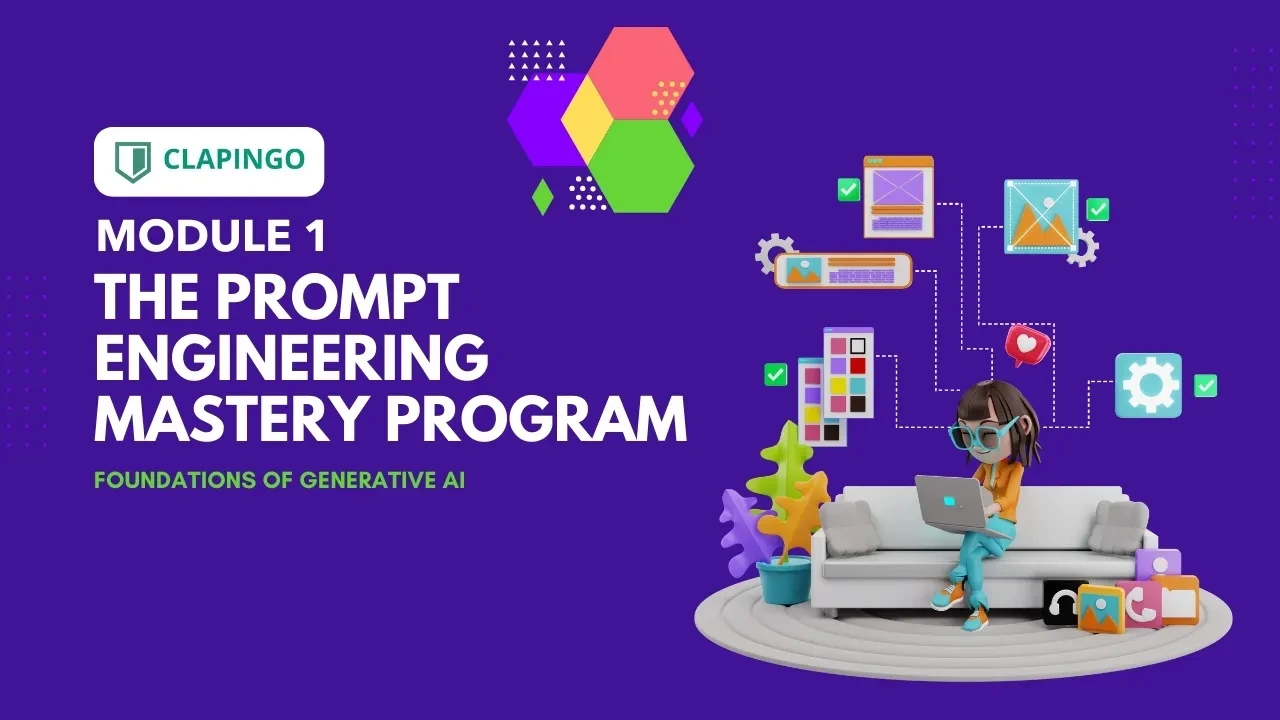 CLAPINGO
MODULE 1
THE PROMPT
ENGINEERING
MASTERY PROGRAM
FOUNDATIONS OF GENERATIVE AI